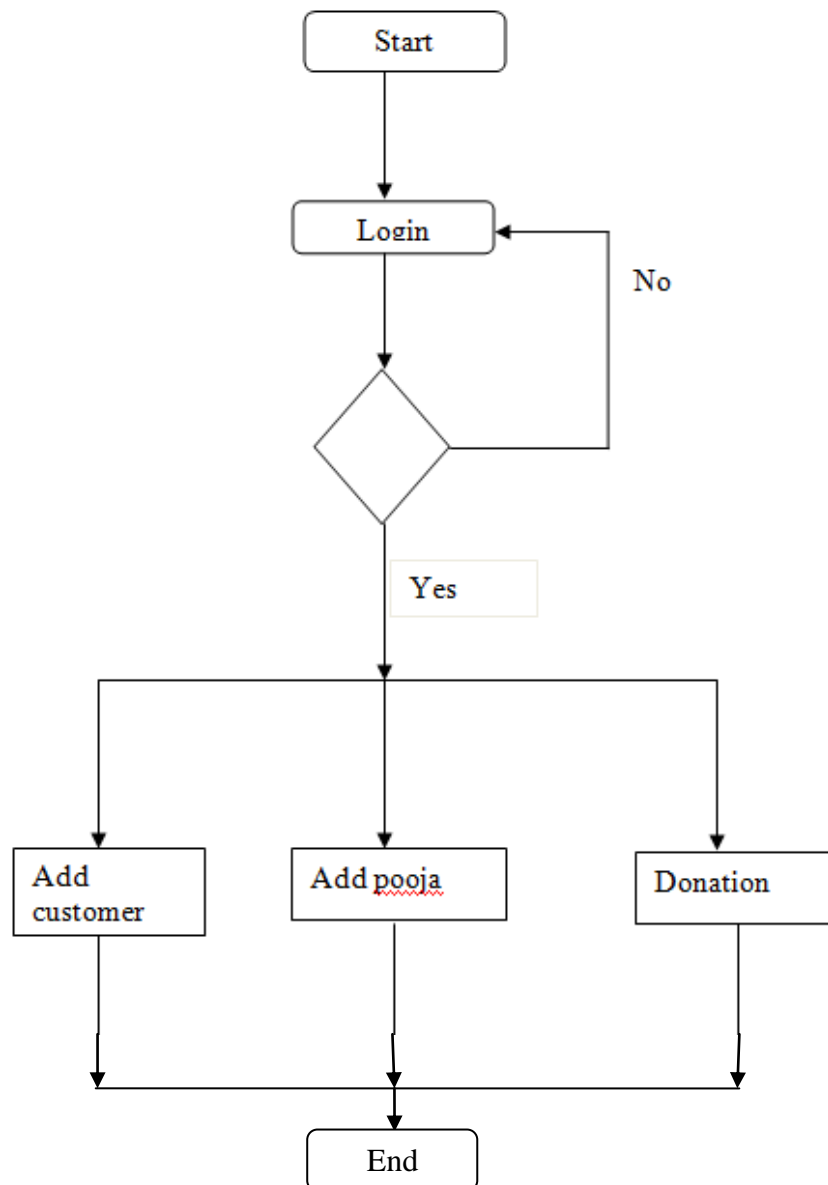 Start
Login
No
Yes
Add
customer
Add pooja
Donation
End